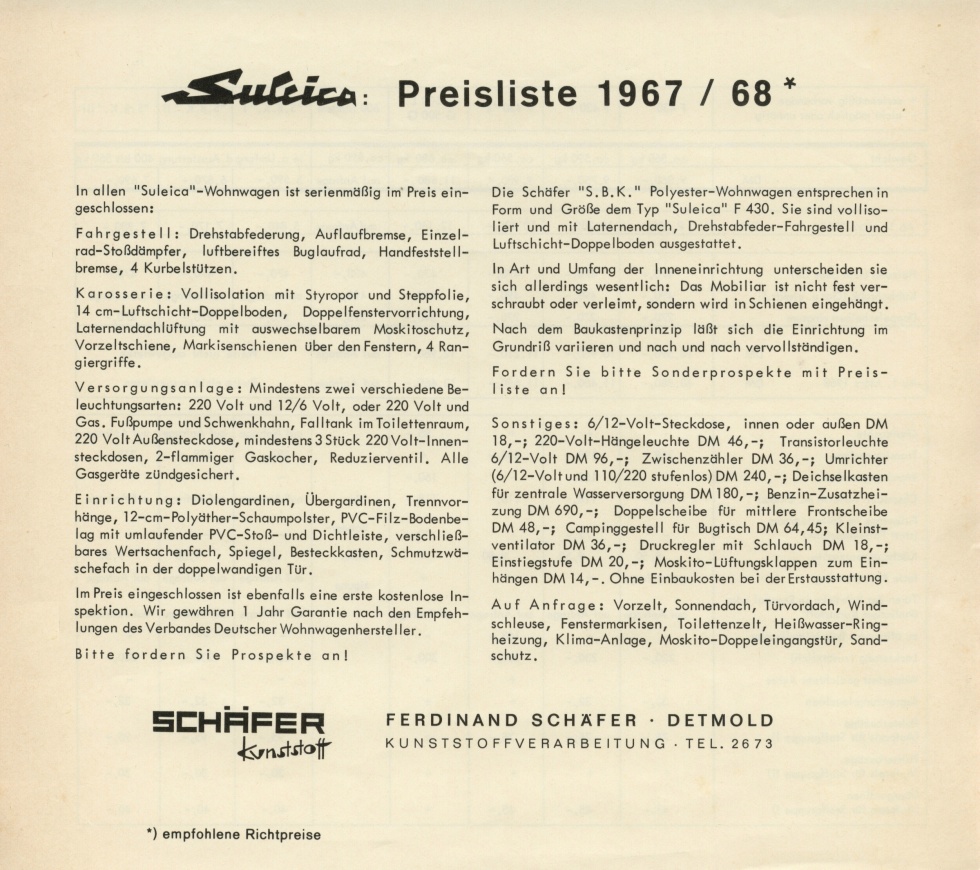 Suleica: Preisliste 1967 / 68 *
In allen "Suleica"-Wohnwagen ist serienmäßig im Preis ein-
geschlossen:
Fahrgestell: Drehstabfederung, Auflaufbremse, Einzel-
rad-Stoßdämpfer, luftbereiftes Buglaufrad, Handfeststell-
bremse, 4 Kurbelstützen.
Karosserie: Vollisolation mit Styropor und Steppfolie,
14 cm-Luftschicht-Doppelboden, Doppelfenstervorrichtung,
Laternendachlüftung mit auswechselbarem Moskitoschutz,
Vorzeltschiene, Markisenschienen über den Fenstern, 4 Ran-
giergriffe.
Versorgungsanlage: Mindestens zwei verschiedene Be-
leuchtungsarten: 220 Volt und 12/6 Volt, oder 220 Volt und
Gas. Fußpumpe und Schwenkhahn, Falltank im Toilettenraum,
220 Volt Außensteckdose, mindestens 3 Stück 220 Volt-Innen-
steckdosen, 2-flammiger Gaskocher, Reduzierventil. Alle
Gasgeräte zündgesichert.
Einrichtung: Diolengardinen, Übergardinen, Trennvor-
hänge, 12-cm-Polyäther-Schaumpolster, PVC-Filz-Bodenbe-
lag mit umlaufender PVC-Stoß- und Dichtleiste, verschließ-
bares Wertsachenfach, Spiegel, Besteckkasten, Schmutzwä-
schefach in der doppelwandigen Tür.
Im Preis eingeschlossen ist ebenfalls eine erste kostenlose In-
spektion. Wir gewähren 1 Jahr Garantie nach den Empfeh-
lungen des Verbandes Deutscher Wohnwagenhersteller.
Bitte fordern Sie Prospekte an!
Die Schäfer "S.B.K." Polyester-Wohnwagen entsprechen in
Form und Größe dem Typ "Suleica" F 430. Sie sind volliso-
liert und mit Laternendach, Drehstabfeder-Fahrgestell und
Luftschicht-Doppelboden ausgestattet.
In Art und Umfang der Inneneinrichtung unterscheiden sie
sich allerdings wesentlich: Das Mobiliar ist nicht fest ver-
schraubt oder verleimt, sondern wird in Schienen eingehängt.
Nach dem Baukastenprinzip läßt sich die Einrichtung im
Grundriß variieren und nach und nach vervollständigen.
Fordern Sie bitte Sonderprospekte mit Preis-
liste an!
Sonstiges: 6/12-Volt-Steckdose, innen oder außen DM
18,-; 220-Volt-Hängeleuchte DM 46,-; Transistorleuchte
6/12-Volt DM 96,-; Zwischenzähler DM 36,-; Umrichter
(6/12-Volt und 110/220 stufenlos) DM 240,-; Deichselkasten
für zentrale Wasserversorgung DM 180,-; Benzin-Zusatzhei-
zung DM 690,-; Doppelscheibe für mittlere Frontscheibe
DM 48,-; Campinggestell für Bugtisch DM 64,45; Kleinst-
ventilator DM 36,-; Druckregler mit Schlauch DM 18,-;
Einstiegstufe DM 20,-; Moskito-Lüftungsklappen zum Ein-
hängen DM 14,-. Ohne Einbaukosten bei der Erstausstattung.
Auf Anfrage: Vorzelt, Sonnendach, Türvordach, Wind-
schleuse, Fenstermarkisen, Toilettenzelt, Heißwasser-Ring-
heizung, Klima-Anlage, Moskito-Doppeleingangstür, Sand-
schutz.
SCHÄFER
kunststoff
FERDINAND SCHÄFER · DETMOLD
KUNSTSTOFFVERARBEITUNG · TEL. 2673
*) empfohlene Richtpreise